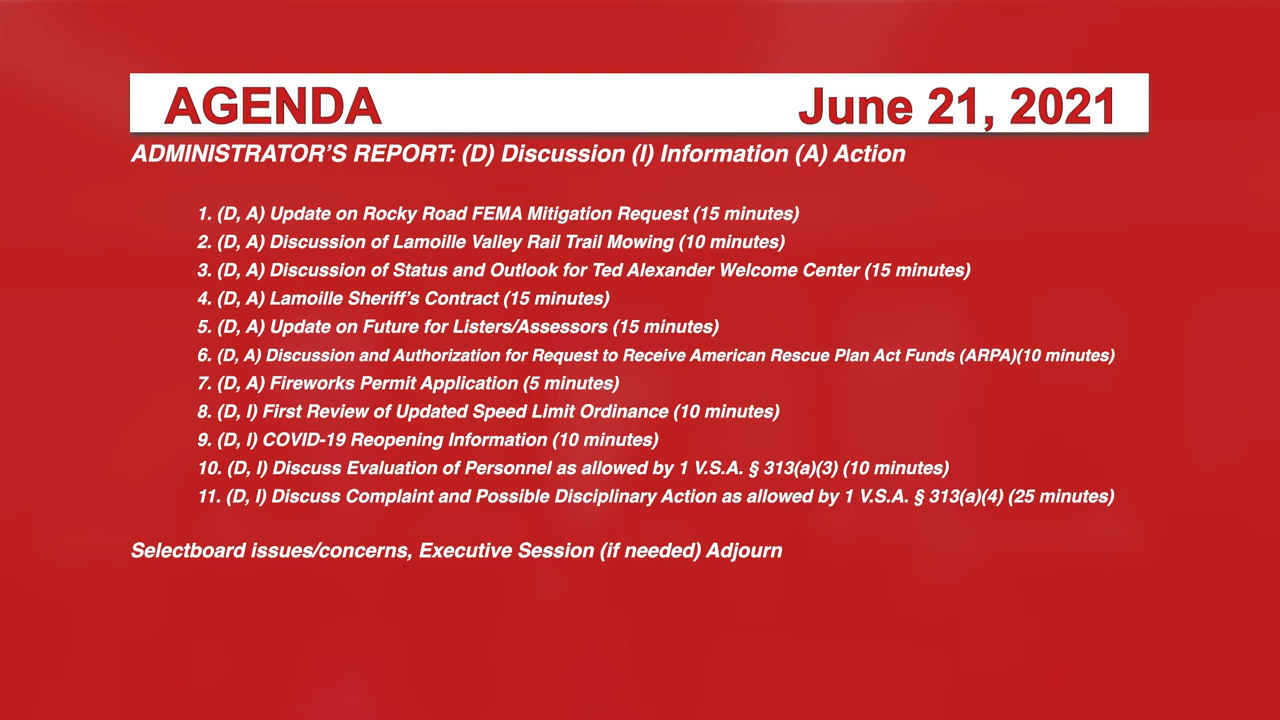 AGENDA June 21, 2021
ADMINISTRATOR’S REPORT: (D) Discussion (I) Information (A) Action
1. (D, A) Update on Rocky Road FEMA Mitigation Request (15 minutes)
2. (D, A) Discussion of Lamoille Valley Rail Trail Mowing (10 minutes)
3. (D, A) Discussion of Status and Outlook for Ted Alexander Welcome Center (15 minutes)
4. (D, A) Lamoille Sheriff’s Contract (15 minutes)
5. (D, A) Update on Future for Listers/Assessors (15 minutes)
6. (D, A) Discussion and Authorization for Request to Receive American Rescue Plan Act Funds (ARPA)(10 minutes)
7. (D, A) Fireworks Permit Application (5 minutes)
8. (D, I) First Review of Updated Speed Limit Ordinance (10 minutes)
9. (D, I) COVID-19 Reopening Information (10 minutes)
10. (D, I) Discuss Evaluation of Personnel as allowed by 1 V.S.A. § 313(a)(3) (10 minutes)
11. (D, I) Discuss Complaint and Possible Disciplinary Action as allowed by 1 V.S.A. § 313(a)(4) (25 minutes)
Selectboard issues/concerns, Executive Session (if needed) Adjourn